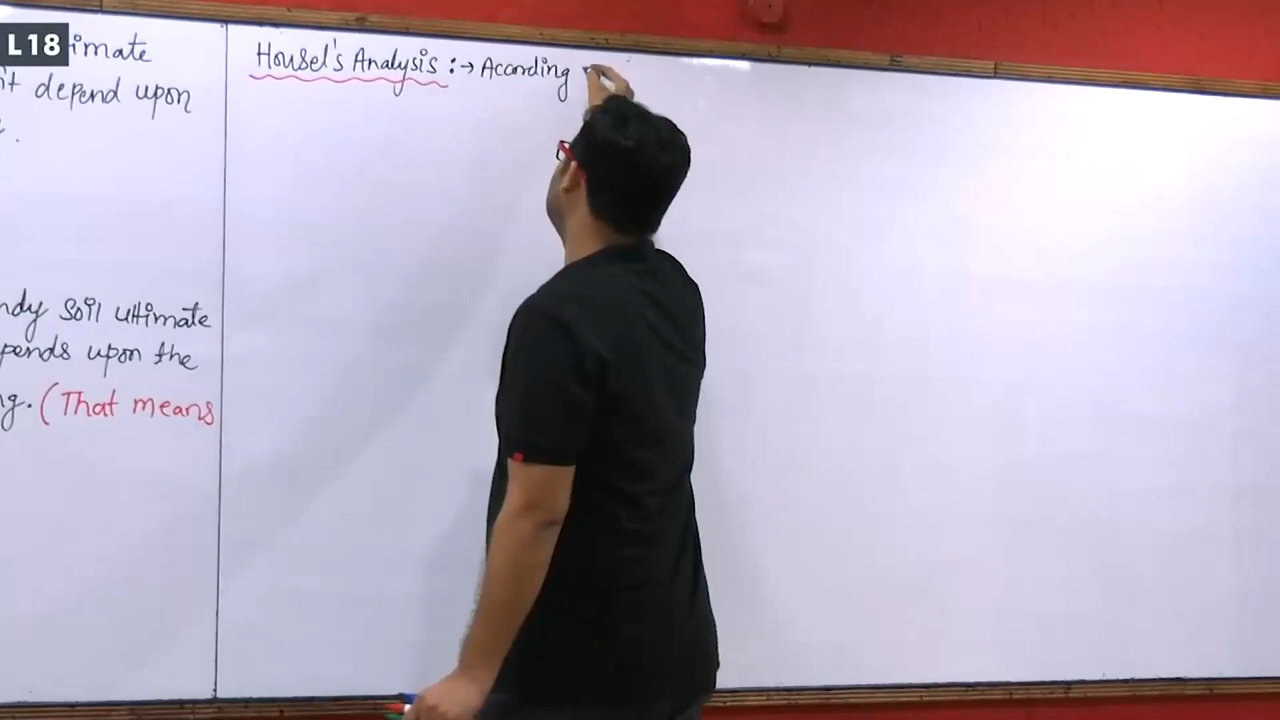 L18
imate
it depend upon
ndy soil ultimate
pends upon the
g. (That means
Housel's Analysis :→ According